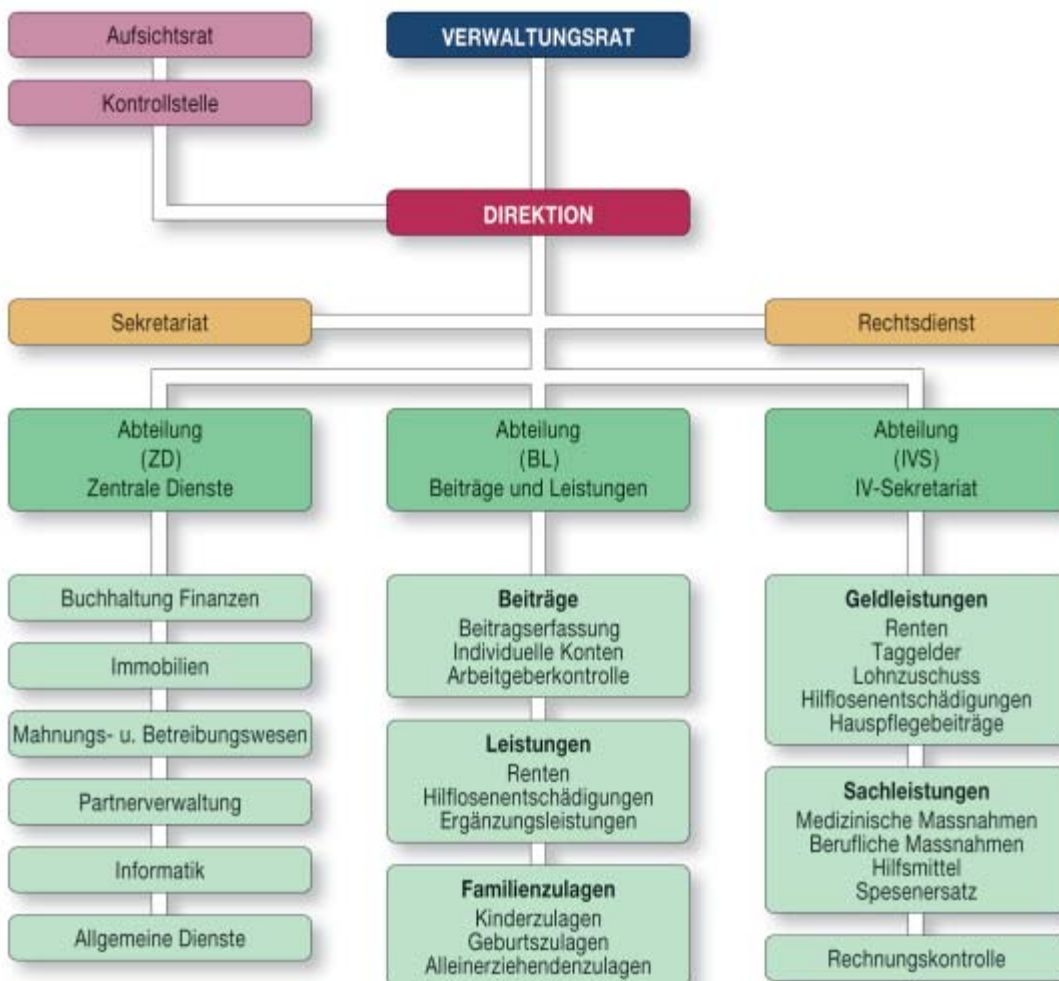 Aufsichtsrat
VERWALTUNGSRAT
Kontrollstelle
DIREKTION
Sekretariat
Rechtsdienst
Abteilung
(ZD)
Zentrale Dienste
Abteilung
(BL)
Beiträge und Leistungen
Abteilung
(IVS)
IV-Sekretariat
Buchhaltung Finanzen
Immobilien
Mahnungs- u. Betreibungswesen
Partnerverwaltung
Informatik
Allgemeine Dienste
Beiträge
Beitragserfassung
Individuelle Konten
Arbeitgeberkontrolle
Leistungen
Renten
Hilflosenentschädigungen
Ergänzungsleistungen
Familienzulagen
Kinderzulagen
Geburtszulagen
Alleinerziehendenzulagen
Geldleistungen
Renten
Taggelder
Lohnzuschuss
Hilflosenentschädigungen
Hauspflegebeiträge
Sachleistungen
Medizinische Massnahmen
Berufliche Massnahmen
Hilfsmittel
Spesenersatz
Rechnungskontrolle